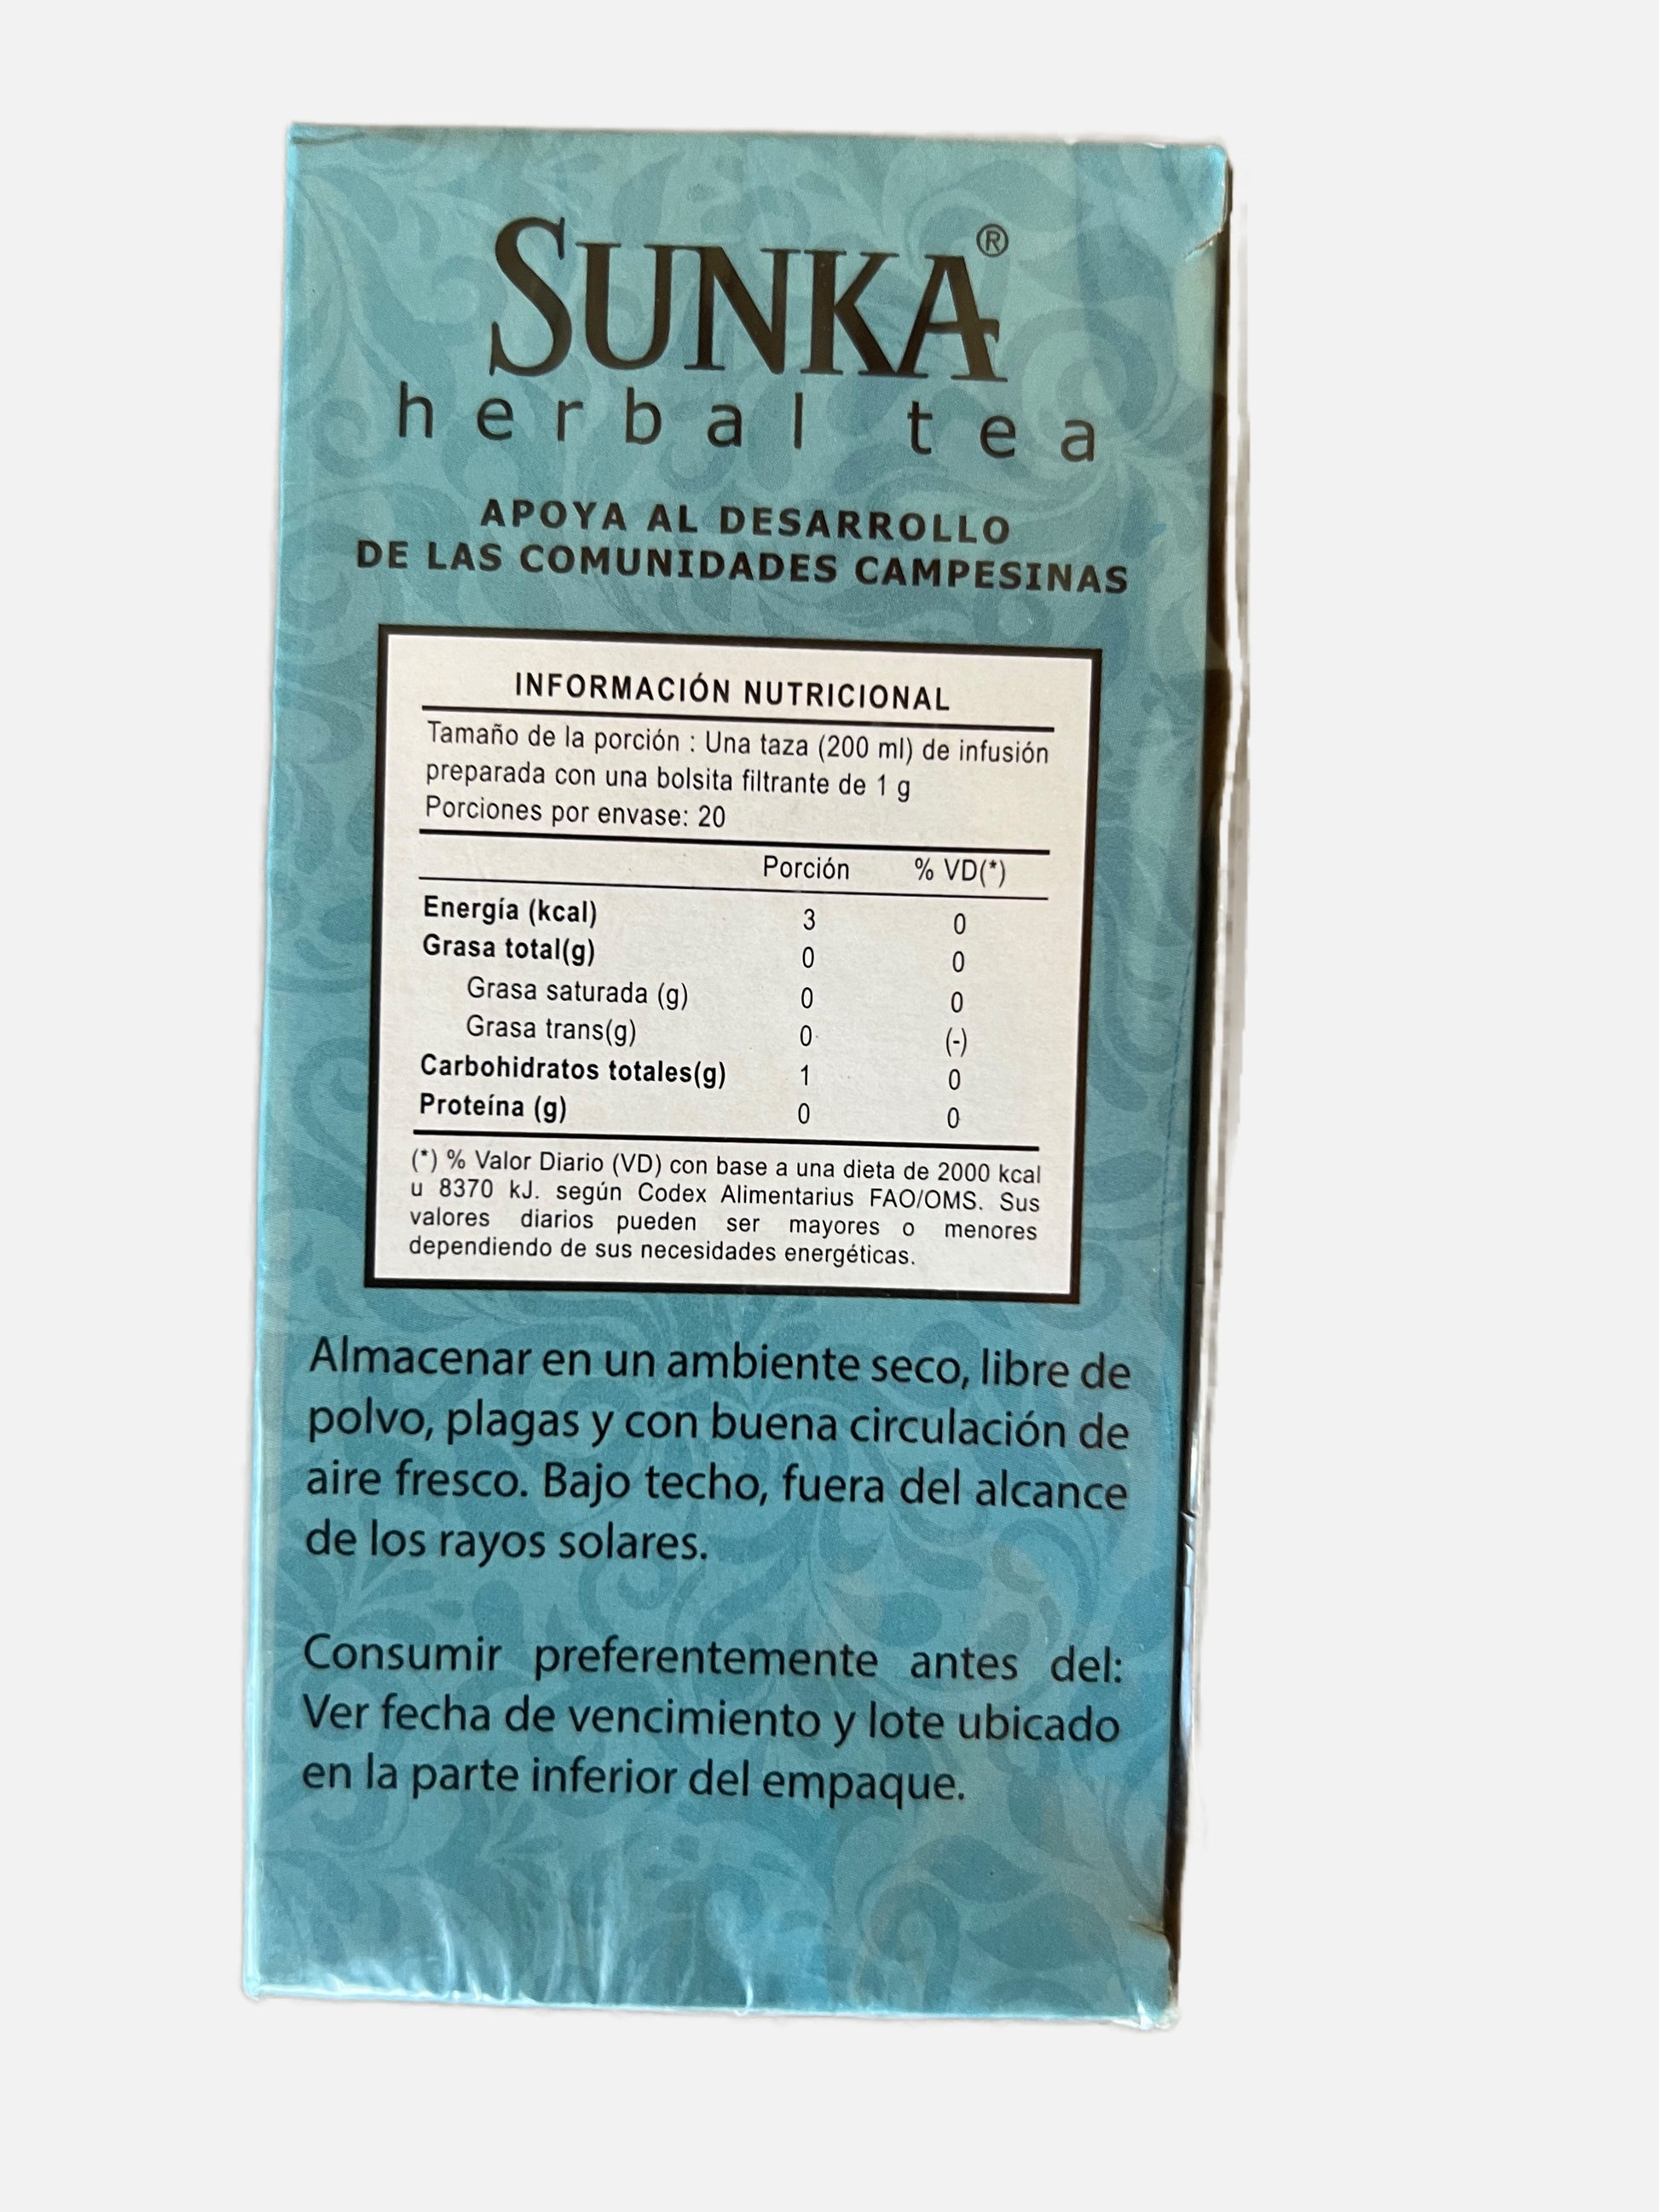 SUNKA®
herbal tea
APOYA AL DESARROLLO
DE LAS COMUNIDADES CAMPESINAS
INFORMACIÓN NUTRICIONAL
Tamaño de la porción : Una taza (200 ml) de infusión
preparada con una bolsita filtrante de 1 g
Porciones por envase: 20
Porción % VD(*)
Energía (kcal) 3 0
Grasa total(g) 0 0
Grasa saturada (g) 0 0
Grasa trans(g) 0 (-)
Carbohidratos totales(g) 1 0
Proteína (g) 0 0
(*) % Valor Diario (VD) con base a una dieta de 2000 kcal
u 8370 kJ. según Codex Alimentarius FAO/OMS. Sus
valores diarios pueden ser mayores o menores
dependiendo de sus necesidades energéticas.
Almacenar en un ambiente seco, libre de
polvo, plagas y con buena circulación de
aire fresco. Bajo techo, fuera del alcance
de los rayos solares.
Consumir preferentemente antes del:
Ver fecha de vencimiento y lote ubicado
en la parte inferior del empaque.